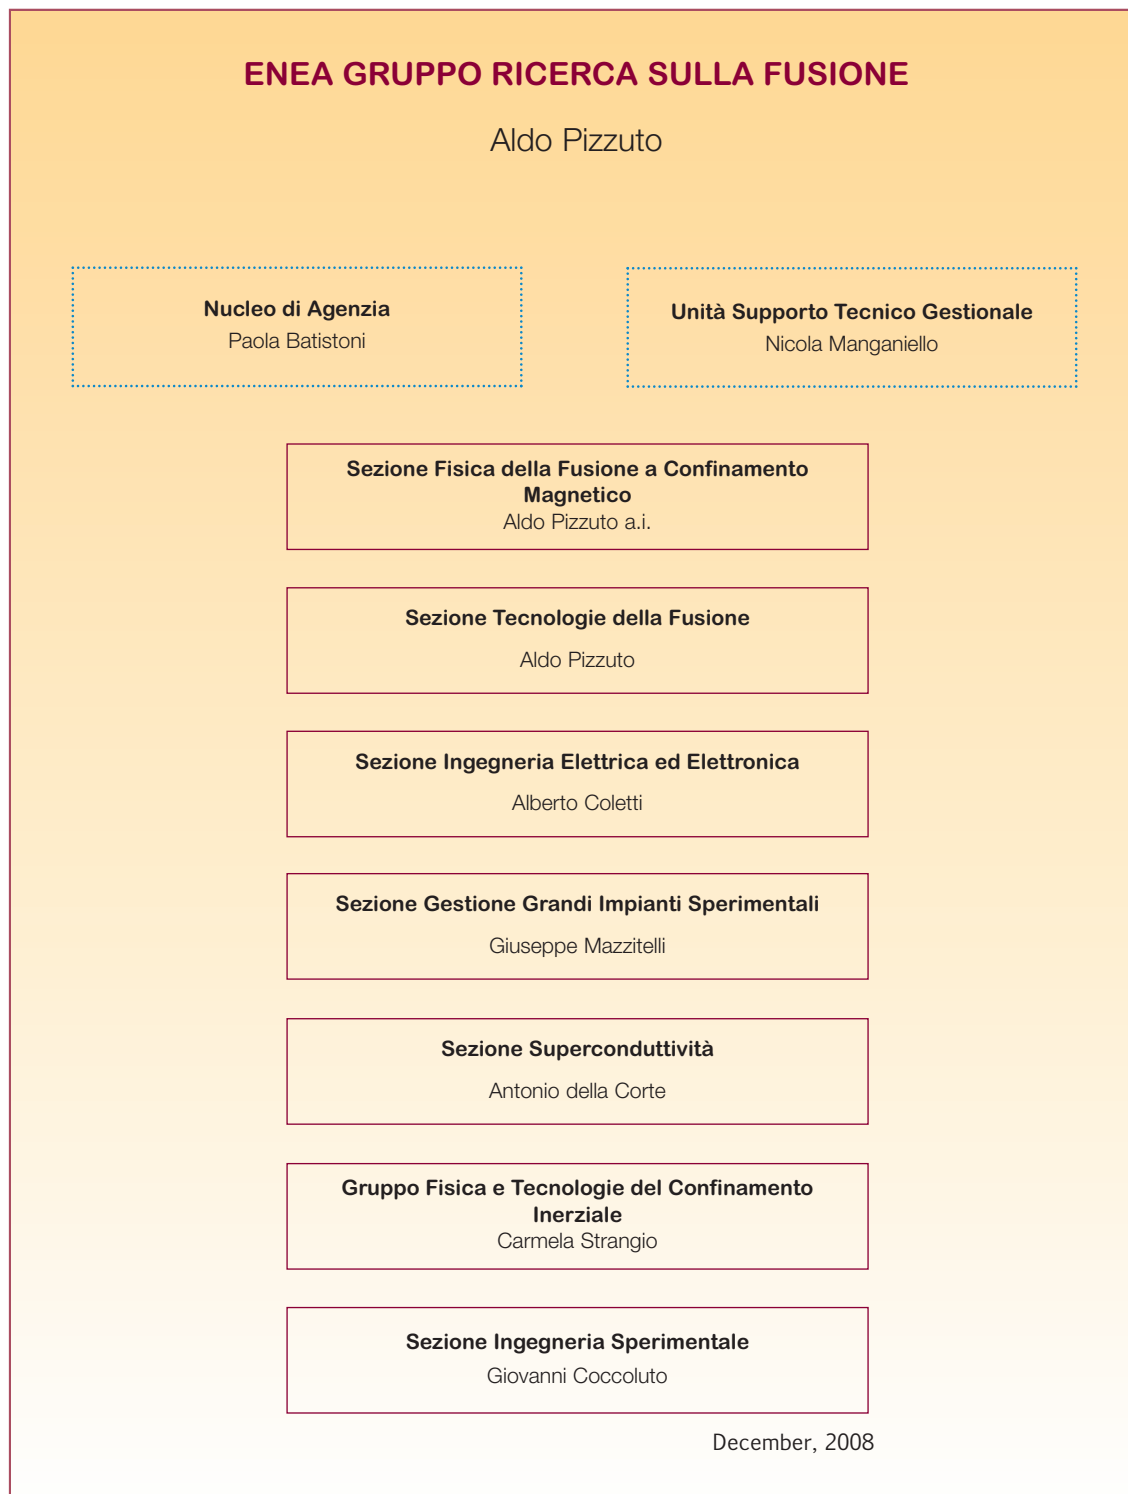 ENEA GRUPPO RICERCA SULLA FUSIONE
Aldo Pizzuto
Nucleo di Agenzia
Paola Batistoni
Unità Supporto Tecnico Gestionale
Nicola Manganiello
Sezione Fisica della Fusione a Confinamento
Magnetico
Aldo Pizzuto a.i.
Sezione Tecnologie della Fusione
Aldo Pizzuto
Sezione Ingegneria Elettrica ed Elettronica
Alberto Coletti
Sezione Gestione Grandi Impianti Sperimentali
Giuseppe Mazzitelli
Sezione Superconduttività
Antonio della Corte
Gruppo Fisica e Tecnologie del Confinamento
Inerziale
Carmela Strangio
Sezione Ingegneria Sperimentale
Giovanni Coccoluto
December, 2008